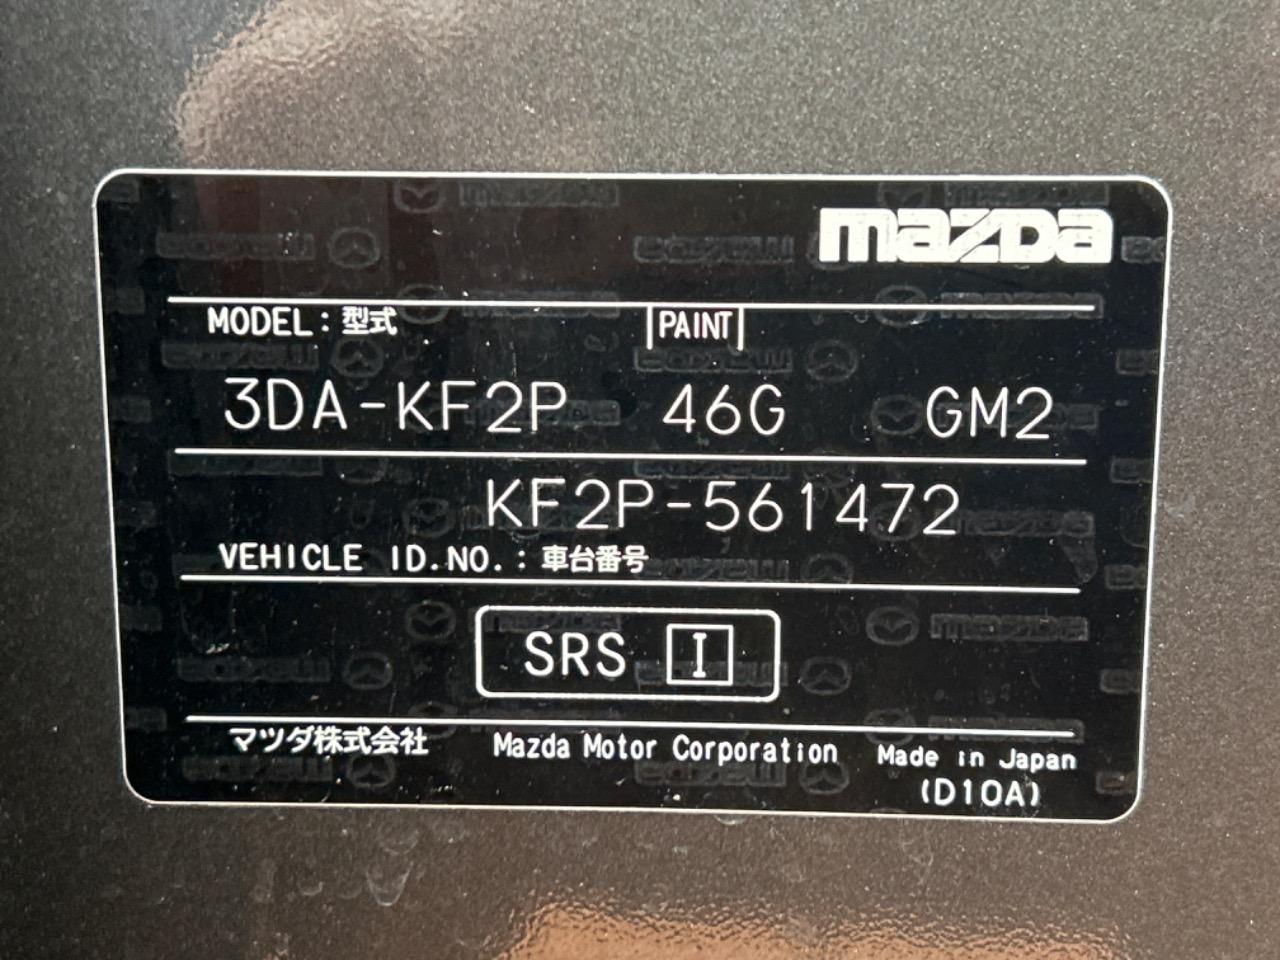 mazda
MODEL: 型式 PAINT
3DA-KF2P 46G GM2
KF2P-561472
VEHICLE ID.NO.: 車台番号
SRS I
マツダ株式会社 Mazda Motor Corporation Made in Japan
(D10A)